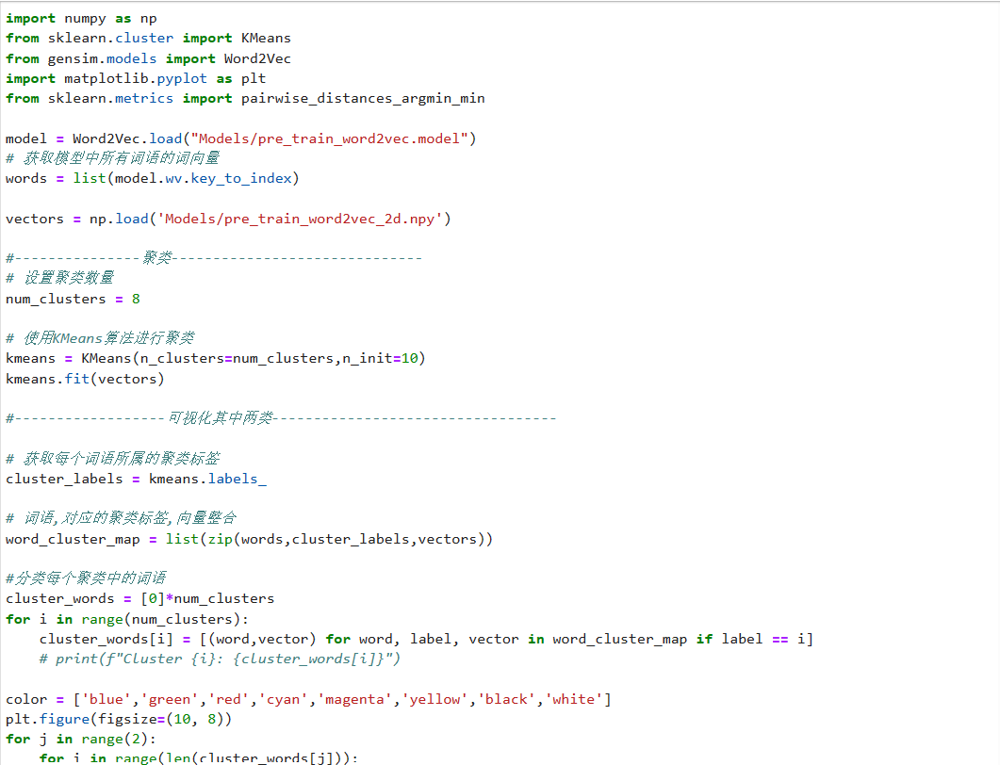 import numpy as np
from sklearn.cluster import KMeans
from gensim.models import Word2Vec
import matplotlib.pyplot as plt
from sklearn.metrics import pairwise_distances_argmin_min
model = Word2Vec.load("Models/pre_train_word2vec.model")
# 获取模型中所有词语的词向量
words = list(model.wv.key_to_index)
vectors = np.load('Models/pre_train_word2vec_2d.npy')
#---------------聚类------------------------------
# 设置聚类数量
num_clusters = 8
# 使用KMeans算法进行聚类
kmeans = KMeans(n_clusters=num_clusters,n_init=10)
kmeans.fit(vectors)
#------------------可视化其中两类----------------------------------
# 获取每个词语所属的聚类标签
cluster_labels = kmeans.labels_
# 词语,对应的聚类标签,向量整合
word_cluster_map = list(zip(words,cluster_labels,vectors))
#分类每个聚类中的词语
cluster_words = [0]*num_clusters
for i in range(num_clusters):
    cluster_words[i] = [(word,vector) for word, label, vector in word_cluster_map if label == i]
    # print(f"Cluster {i}: {cluster_words[i]}")
color = ['blue','green','red','cyan','magenta','yellow','black','white']
plt.figure(figsize=(10, 8))
for j in range(2):
    for i in range(len(cluster_words[j])):